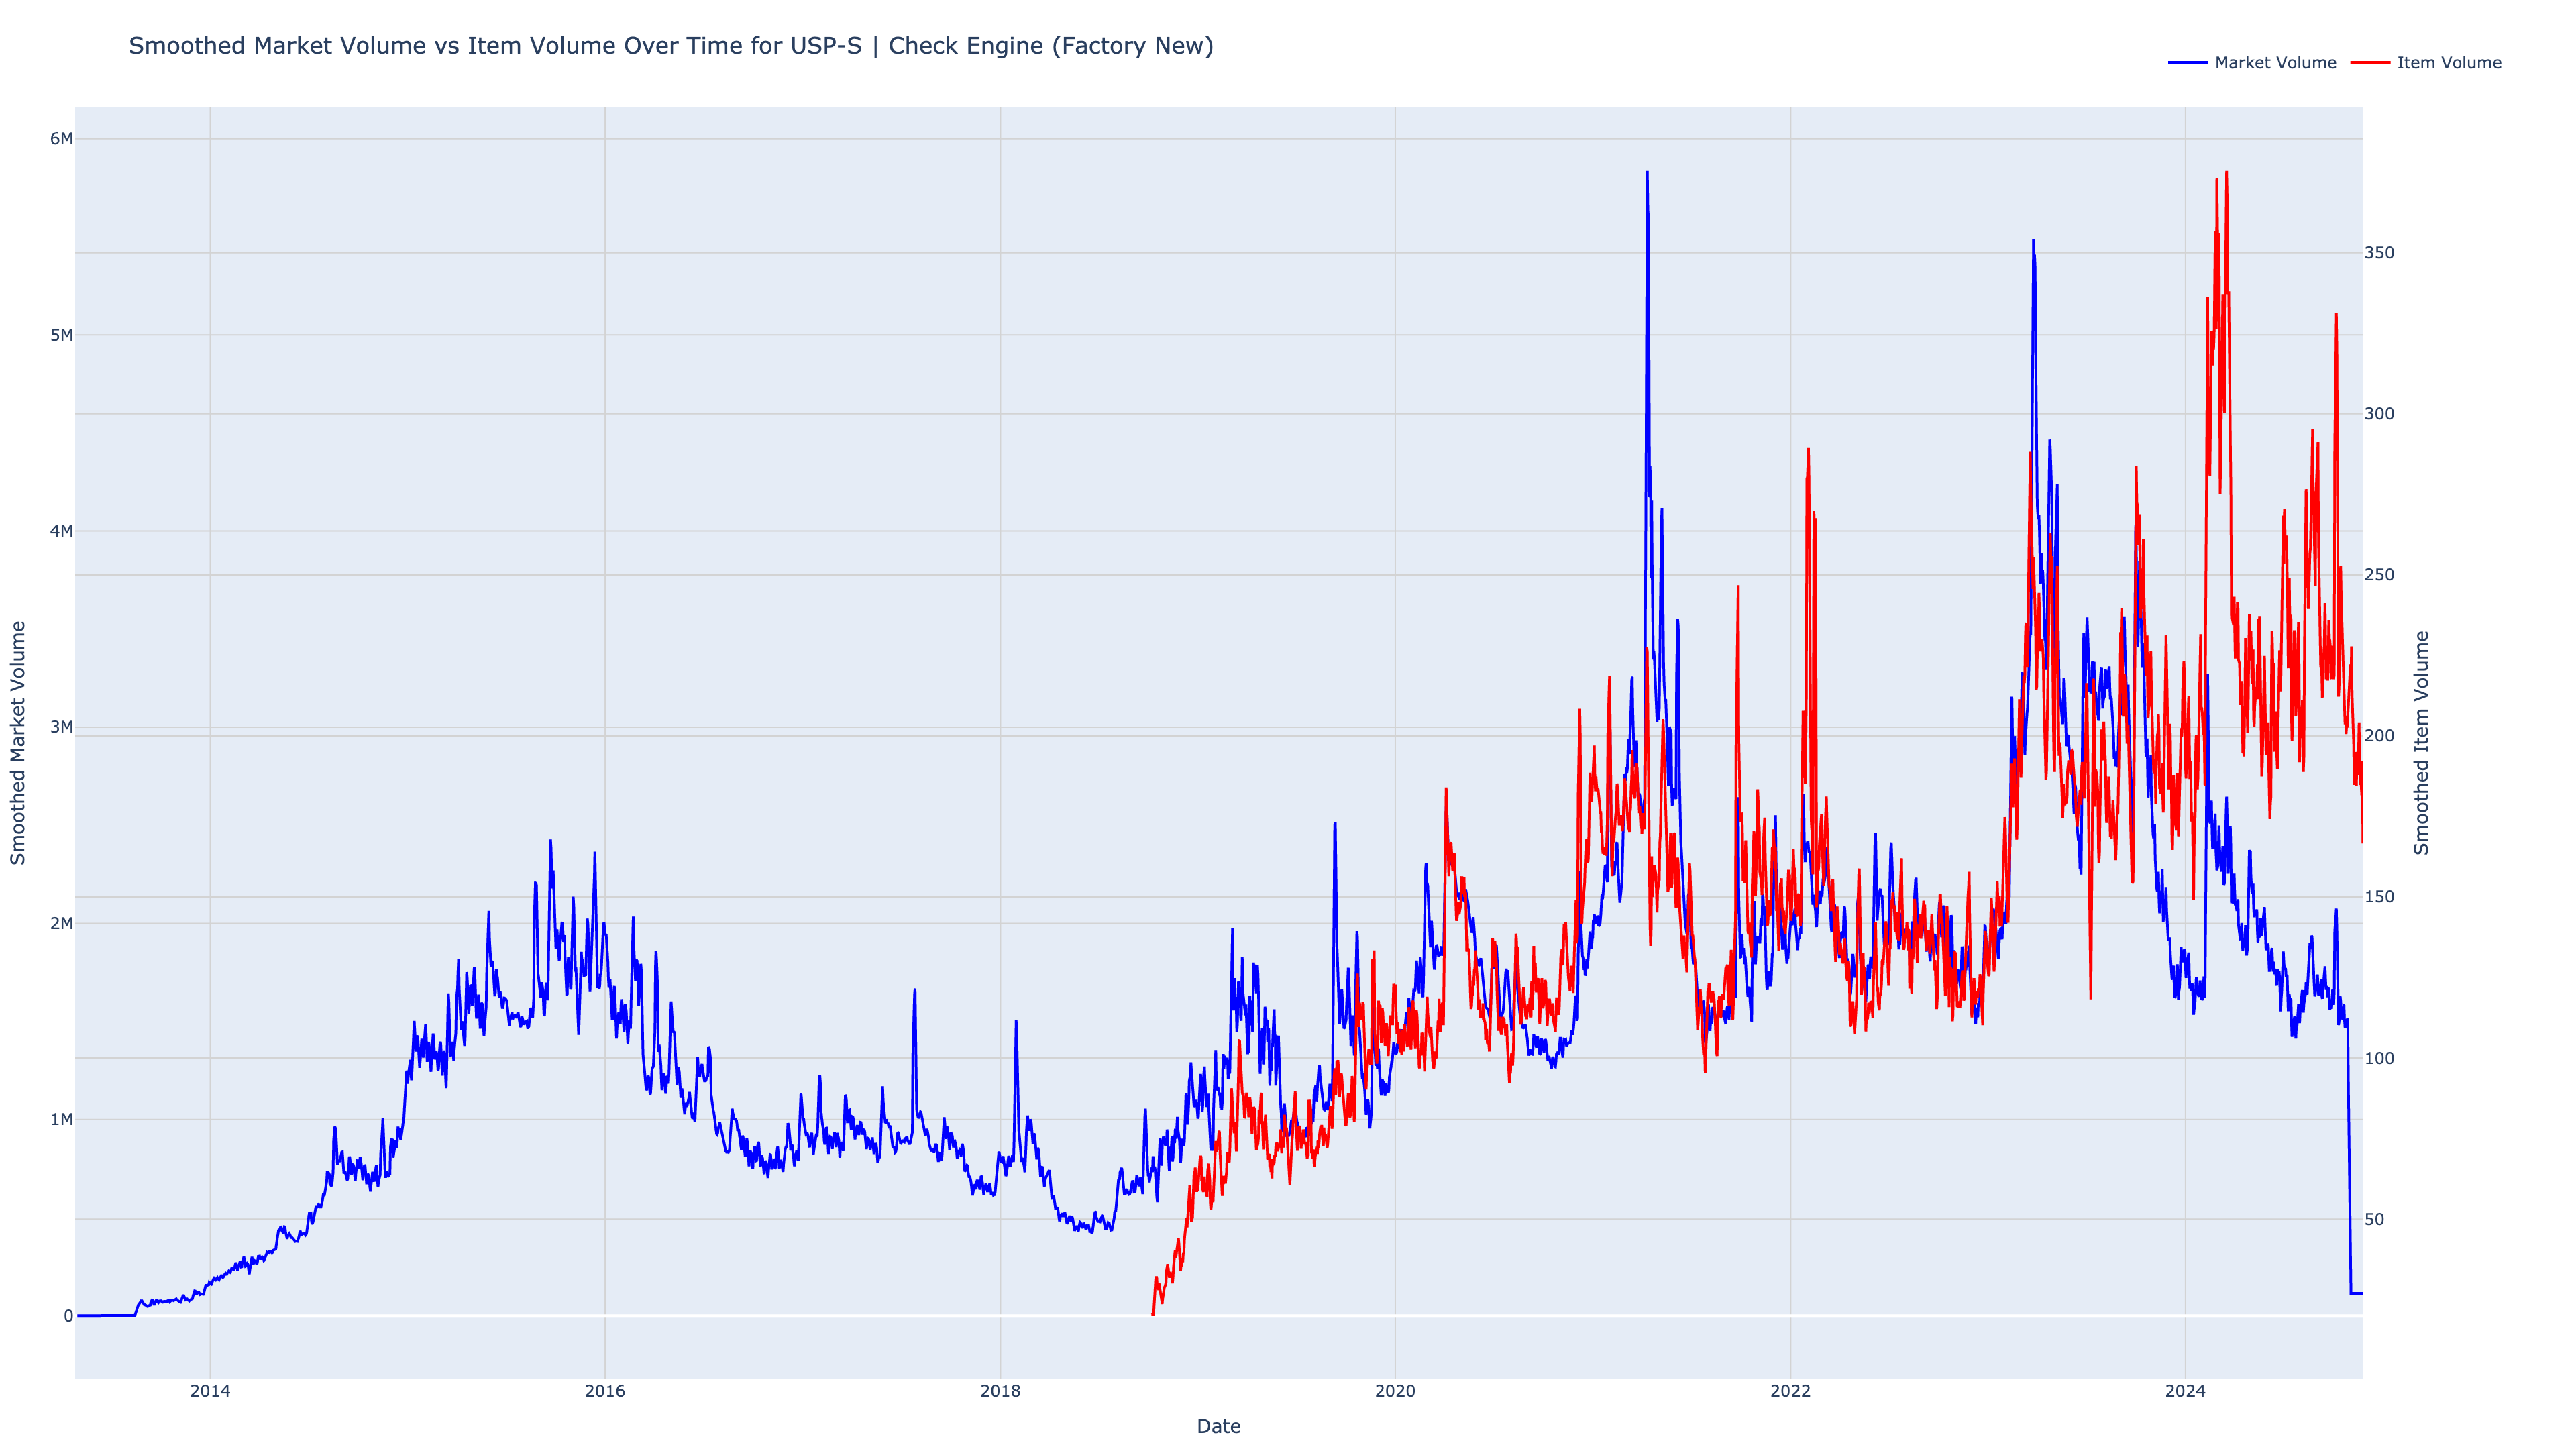 Smoothed Market Volume vs Item Volume Over Time for USP-S | Check Engine (Factory New)
Market Volume
Item Volume
6M
5M
4M
3M
2M
1M
0
Smoothed Market Volume
350
300
250
200
150
100
50
Smoothed Item Volume
2014
2016
2018
2020
2022
2024
Date